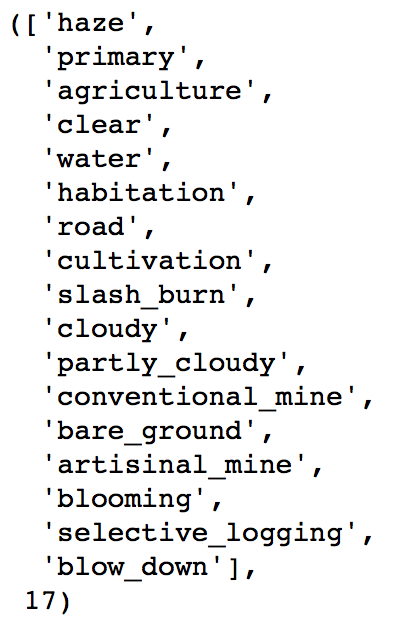 (['haze',
'primary',
'agriculture',
'clear',
'water',
'habitation',
'road',
'cultivation',
'slash_burn',
'cloudy',
'partly_cloudy',
'conventional_mine',
'bare_ground',
'artisinal_mine',
'blooming',
'selective_logging',
'blow_down'],
17)